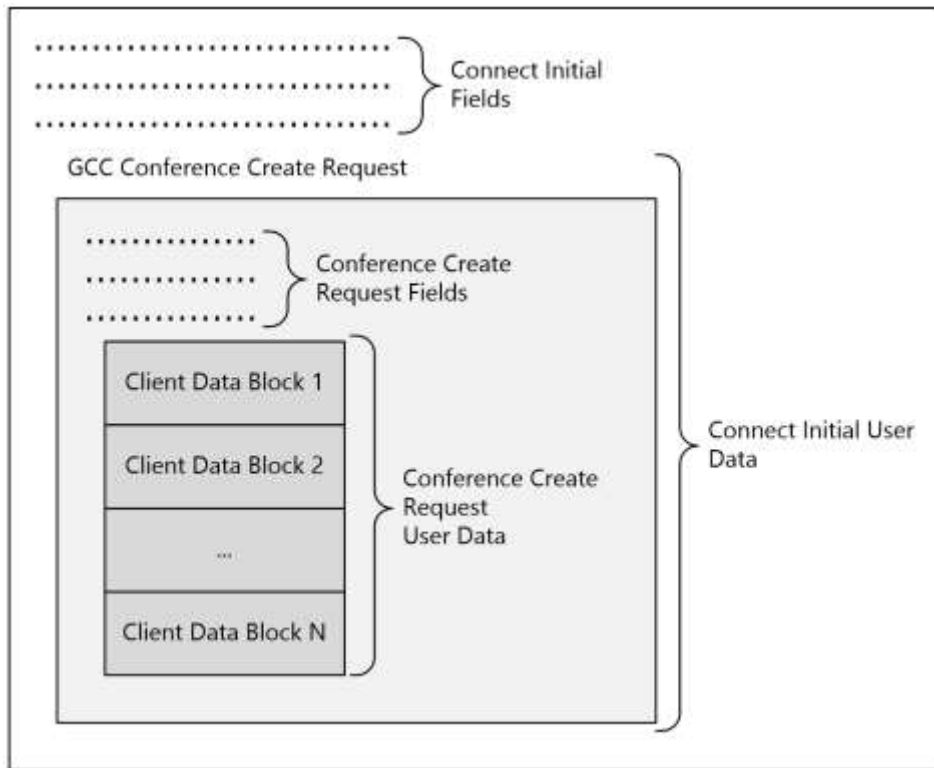 Connect Initial
Fields
GCC Conference Create Request
Conference Create
Request Fields
Client Data Block 1
Client Data Block 2
...
Client Data Block N
Conference Create
Request
User Data
Connect Initial User
Data